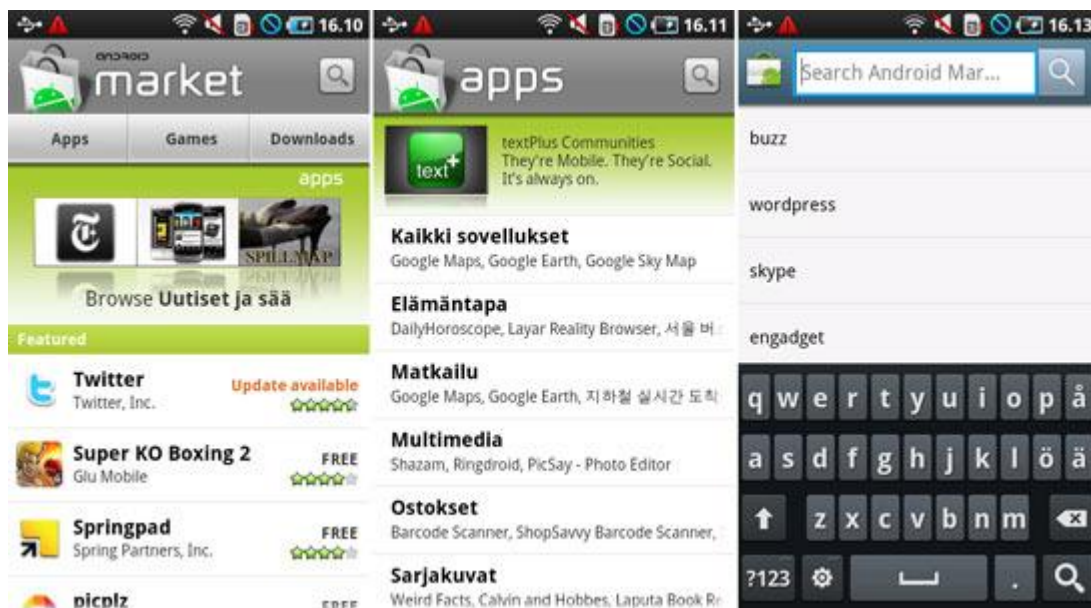 16.10
ANDROID
market
Apps Games Downloads
apps
SPILLMAP
Browse Uutiset ja sää
Featured
Twitter
Update available
Twitter, Inc.
Super KO Boxing 2
FREE
Glu Mobile
Springpad
FREE
Spring Partners, Inc.
picplz
FREE
16.11
apps
text+
textPlus Communities
They're Mobile. They're Social.
It's always on.
Kaikki sovellukset
Google Maps, Google Earth, Google Sky Map
Elämäntapa
DailyHoroscope, Layar Reality Browser, 서울 버
Matkailu
Google Maps, Google Earth, 지하철 실시간 도착
Multimedia
Shazam, Ringdroid, PicSay - Photo Editor
Ostokset
Barcode Scanner, ShopSavvy Barcode Scanner,
Sarjakuvat
Weird Facts, Calvin and Hobbes, Laputa Book Re
16.13
Search Android Mar...
buzz
wordpress
skype
engadget
q w e r t y u i o p å
a s d f g h j k l ö ä
z x c v b n m
?123 .